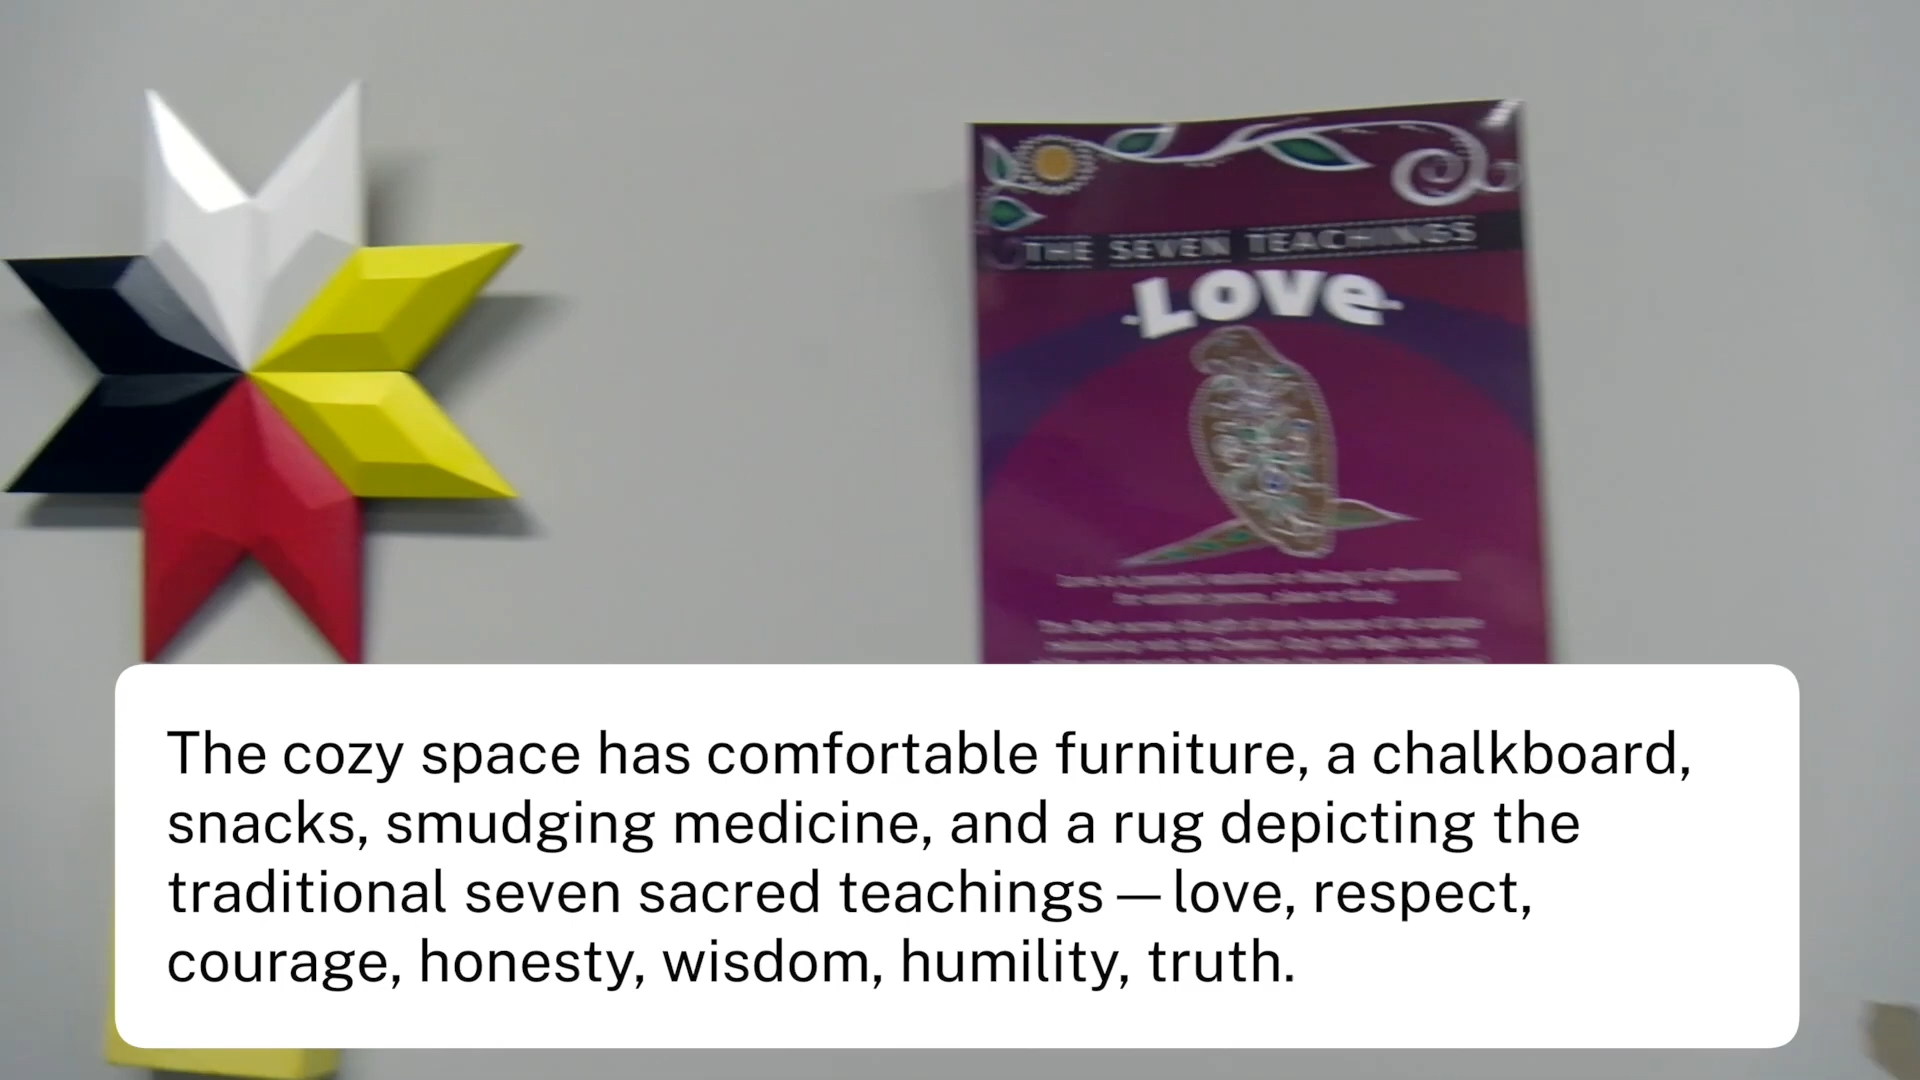 THE SEVEN TEACHINGS
LOVE
The cozy space has comfortable furniture, a chalkboard,
snacks, smudging medicine, and a rug depicting the
traditional seven sacred teachings — love, respect,
courage, honesty, wisdom, humility, truth.